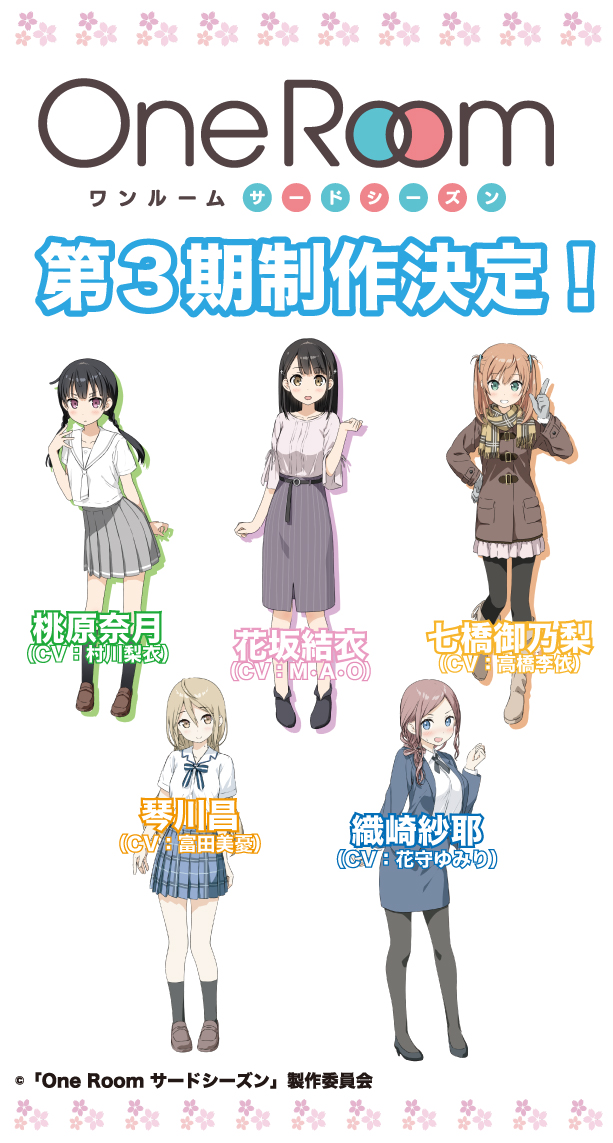 One Room
ワンルーム サードシーズン
第3期制作決定！
桃原奈月
（CV：村川梨衣）
花坂結衣
（CV：M・A・O）
七橋御乃梨
（CV：高橋李依）
琴川晶
（CV：富田美憂）
織崎紗耶
（CV：花守ゆみり）
©「One Room サードシーズン」製作委員会